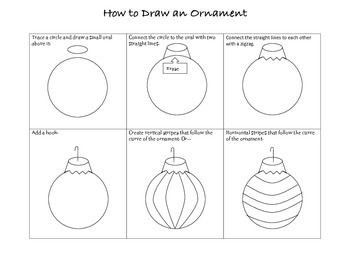 How to Draw an Ornament
Trace a circle and draw a small oval
above it.
Connect the circle to the oval with two
straight lines.
Erase
Connect the straight lines to each other
with a zigzag.
Add a hook.
Create vertical stripes that follow the
curve of the ornament. Or...
Horizontal stripes that follow the curve
of the ornament.